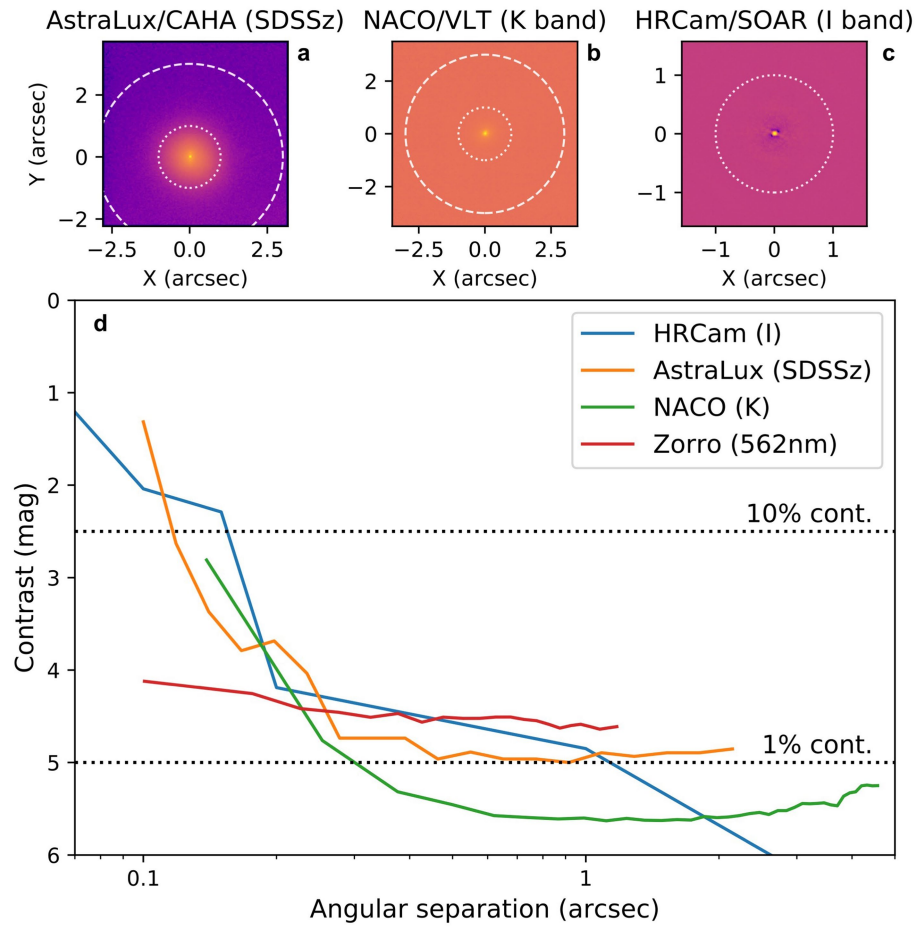 AstraLux/CAHA (SDSSz)
NACO/VLT (K band)
HRCam/SOAR (I band)
a
b
c
Y (arcsec)
2
0
−2
−2.5 0.0 2.5
X (arcsec)
2
0
−2
−2.5 0.0 2.5
X (arcsec)
1
0
−1
−1 0 1
X (arcsec)
d
HRCam (I)
AstraLux (SDSSz)
NACO (K)
Zorro (562nm)
10% cont.
1% cont.
Contrast (mag)
0
1
2
3
4
5
6
0.1 1
Angular separation (arcsec)